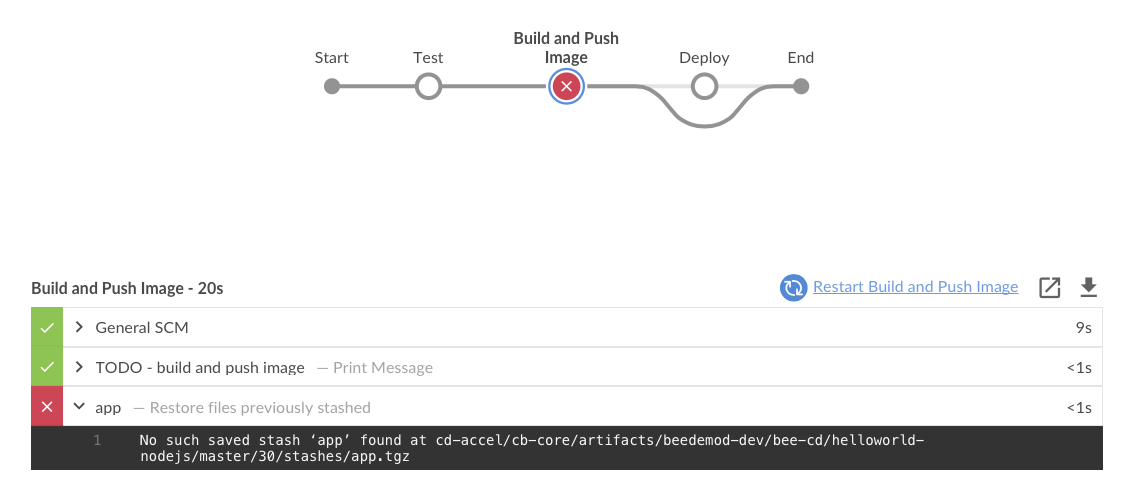 Start
Test
Build and Push
Image
Deploy
End
Build and Push Image - 20s
Restart Build and Push Image
General SCM
9s
TODO - build and push image — Print Message
<1s
app — Restore files previously stashed
<1s
1 No such saved stash ‘app’ found at cd-accel/cb-core/artifacts/beedemod-dev/bee-cd/helloworld-
nodejs/master/30/stashes/app.tgz